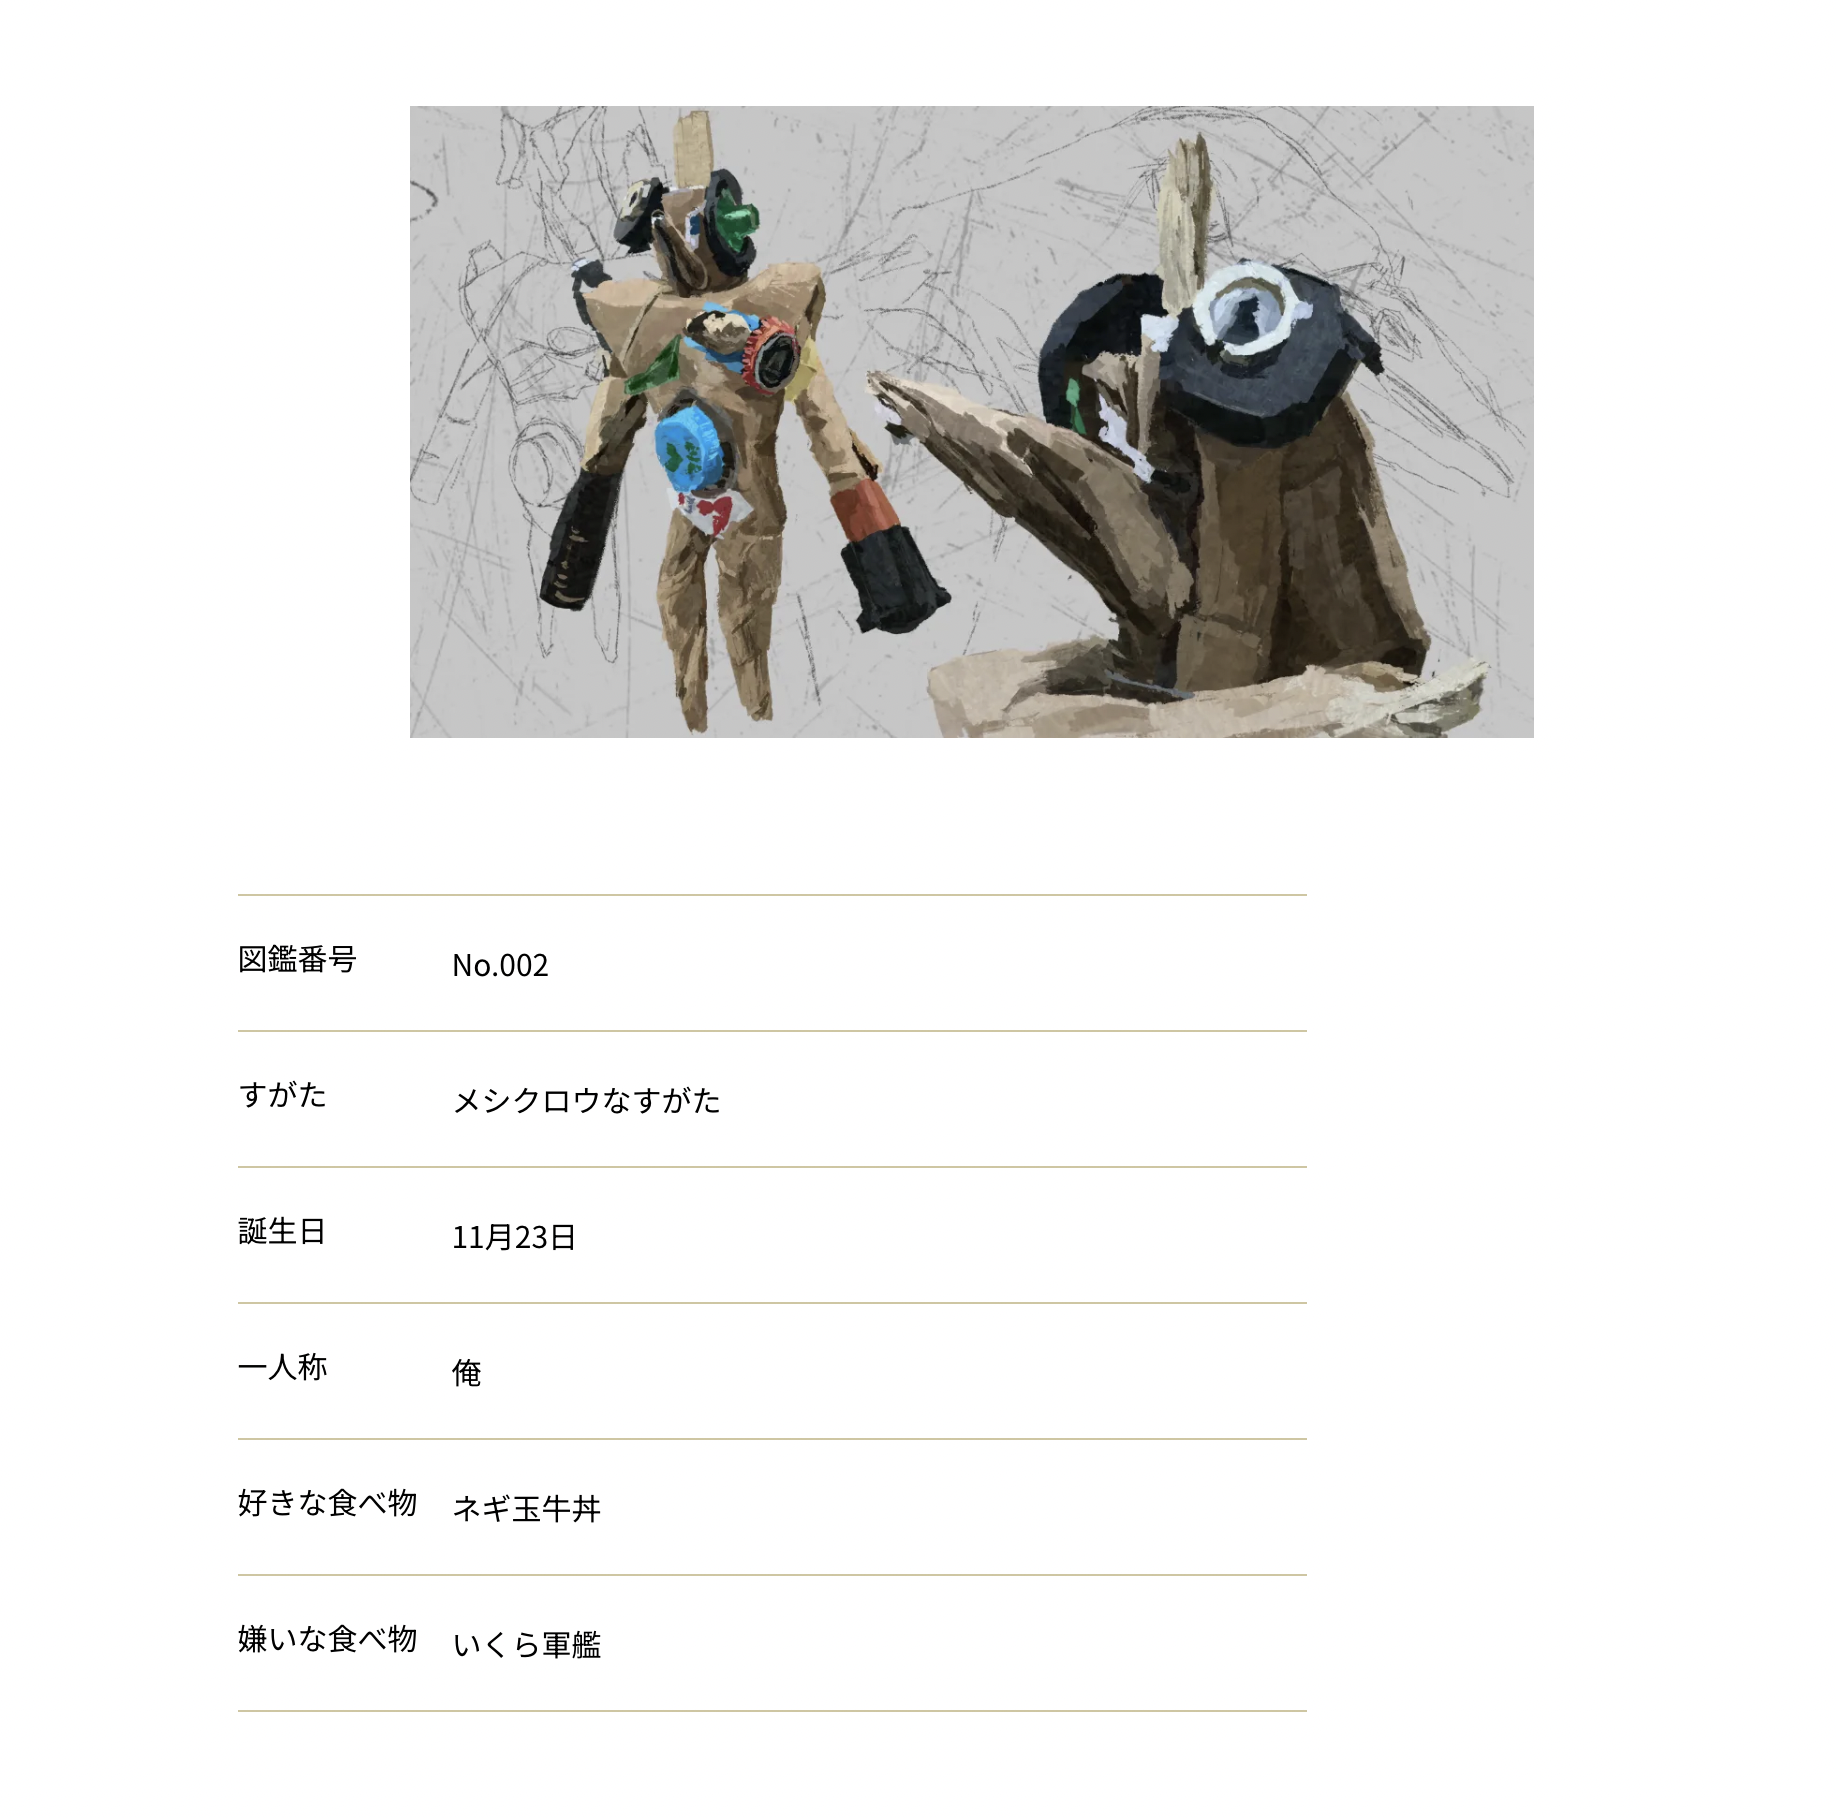 図鑑番号 No.002
すがた メシクロウなすがた
誕生日 11月23日
一人称 俺
好きな食べ物 ネギ玉牛丼
嫌いな食べ物 いくら軍艦